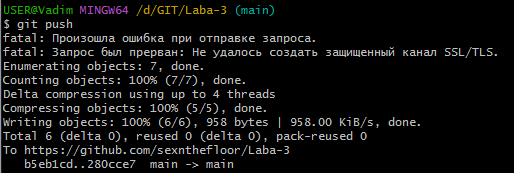 USER@Vadim MINGW64 /d/GIT/Laba-3 (main)
$ git push
fatal: Произошла ошибка при отправке запроса.
fatal: Запрос был прерван: Не удалось создать защищенный канал SSL/TLS.
Enumerating objects: 7, done.
Counting objects: 100% (7/7), done.
Delta compression using up to 4 threads
Compressing objects: 100% (5/5), done.
Writing objects: 100% (6/6), 958 bytes | 958.00 KiB/s, done.
Total 6 (delta 0), reused 0 (delta 0), pack-reused 0
To https://github.com/sexnthefloor/Laba-3
   b5eb1cd..280cce7  main -> main